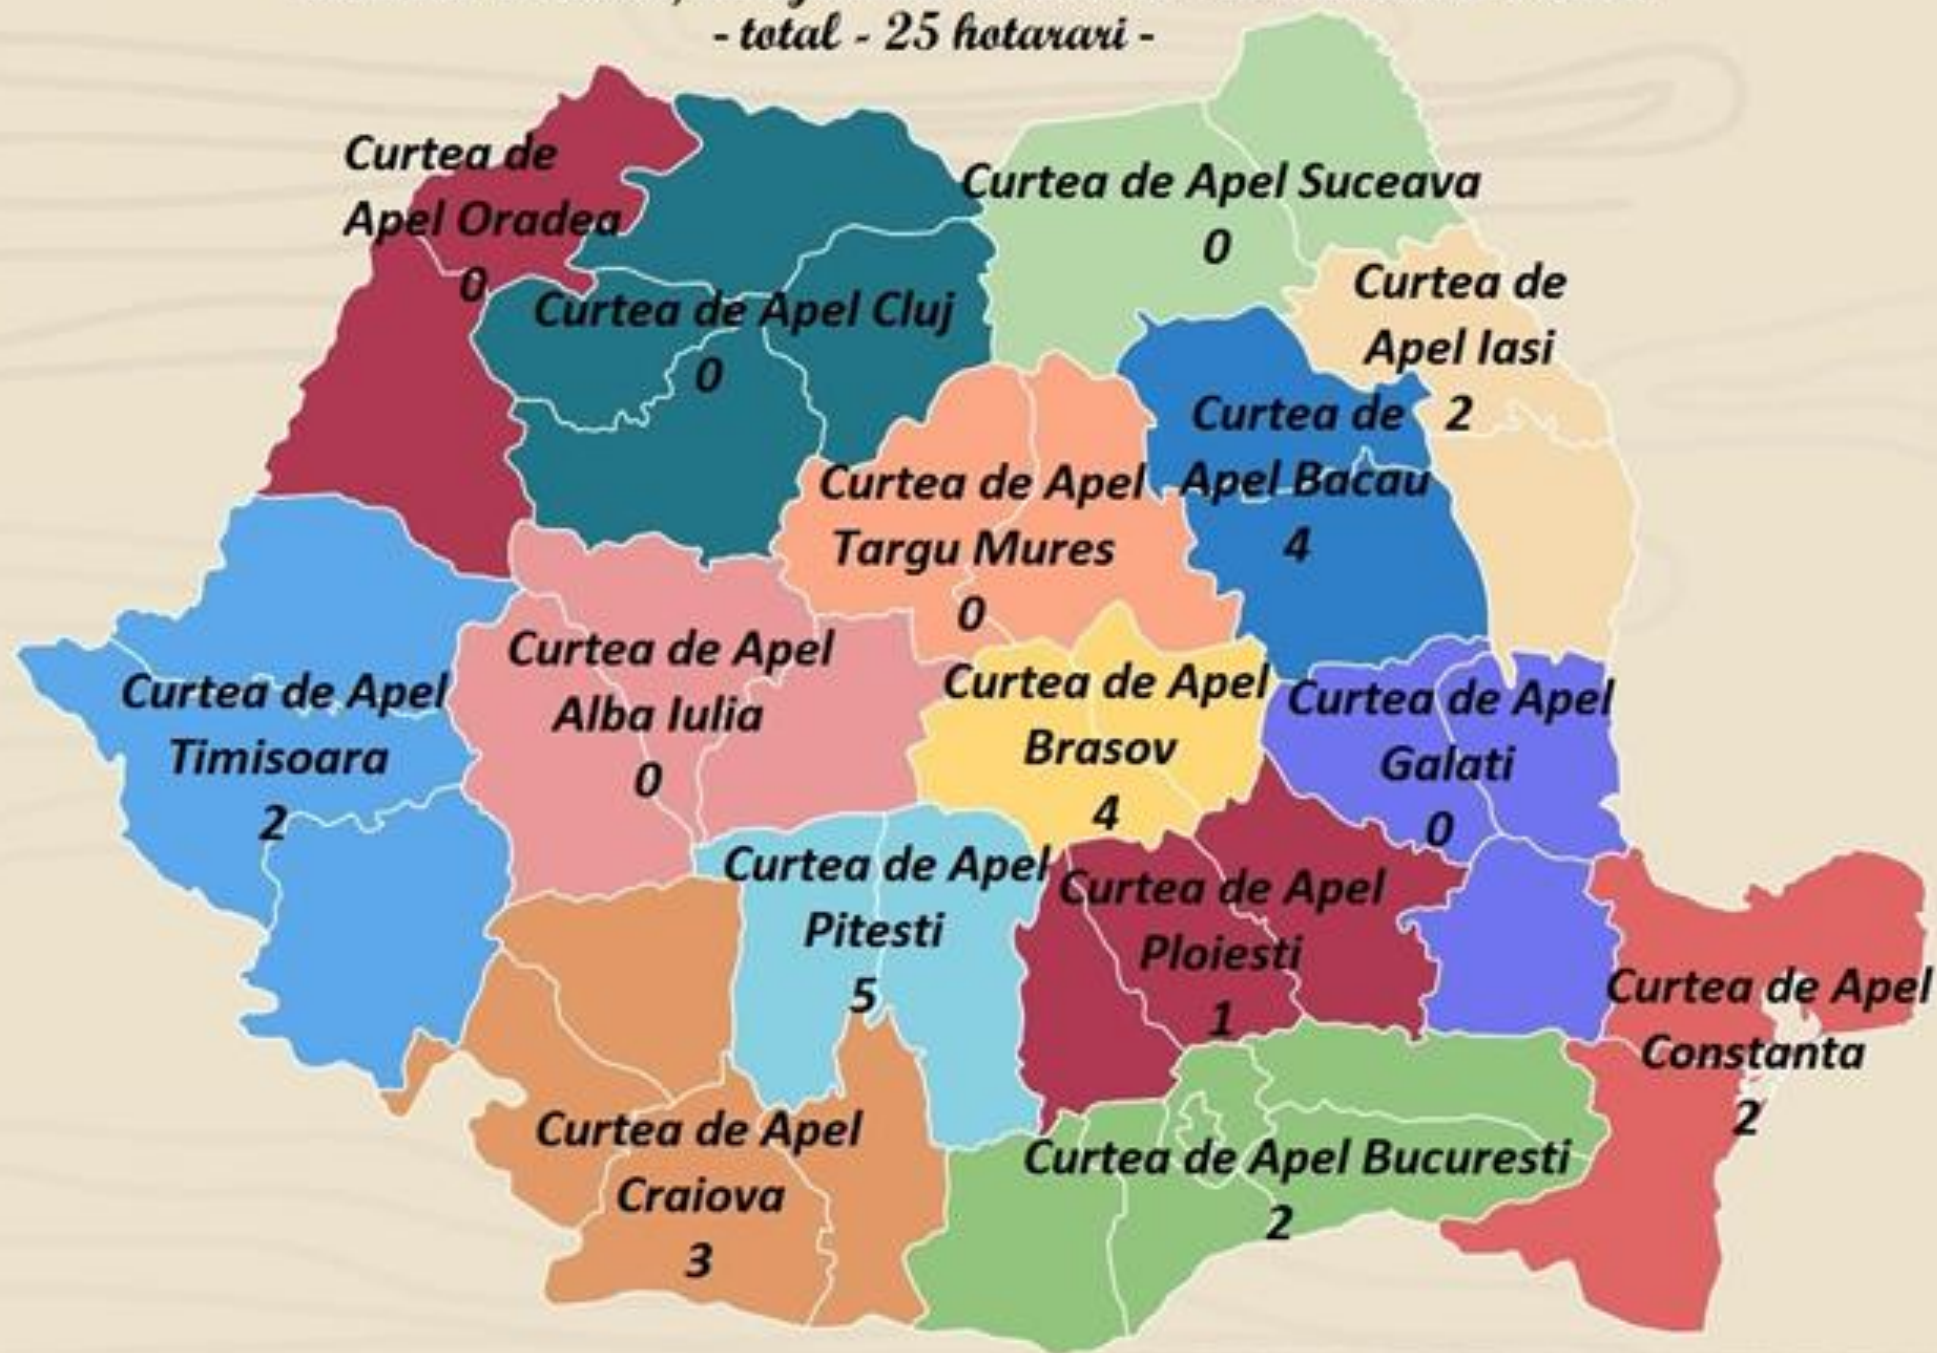 - total - 25 hotarari -
Curtea de
Apel Oradea
0
Curtea de Apel Suceava
0
Curtea de Apel Cluj
0
Curtea de
Apel Iasi
2
Curtea de
Apel Bacau
4
Curtea de Apel
Targu Mures
0
Curtea de Apel
Timisoara
2
Curtea de Apel
Alba Iulia
0
Curtea de Apel
Brasov
4
Curtea de Apel
Galati
0
Curtea de Apel
Pitesti
5
Curtea de Apel
Ploiesti
1
Curtea de Apel
Constanta
2
Curtea de Apel
Craiova
3
Curtea de Apel Bucuresti
2